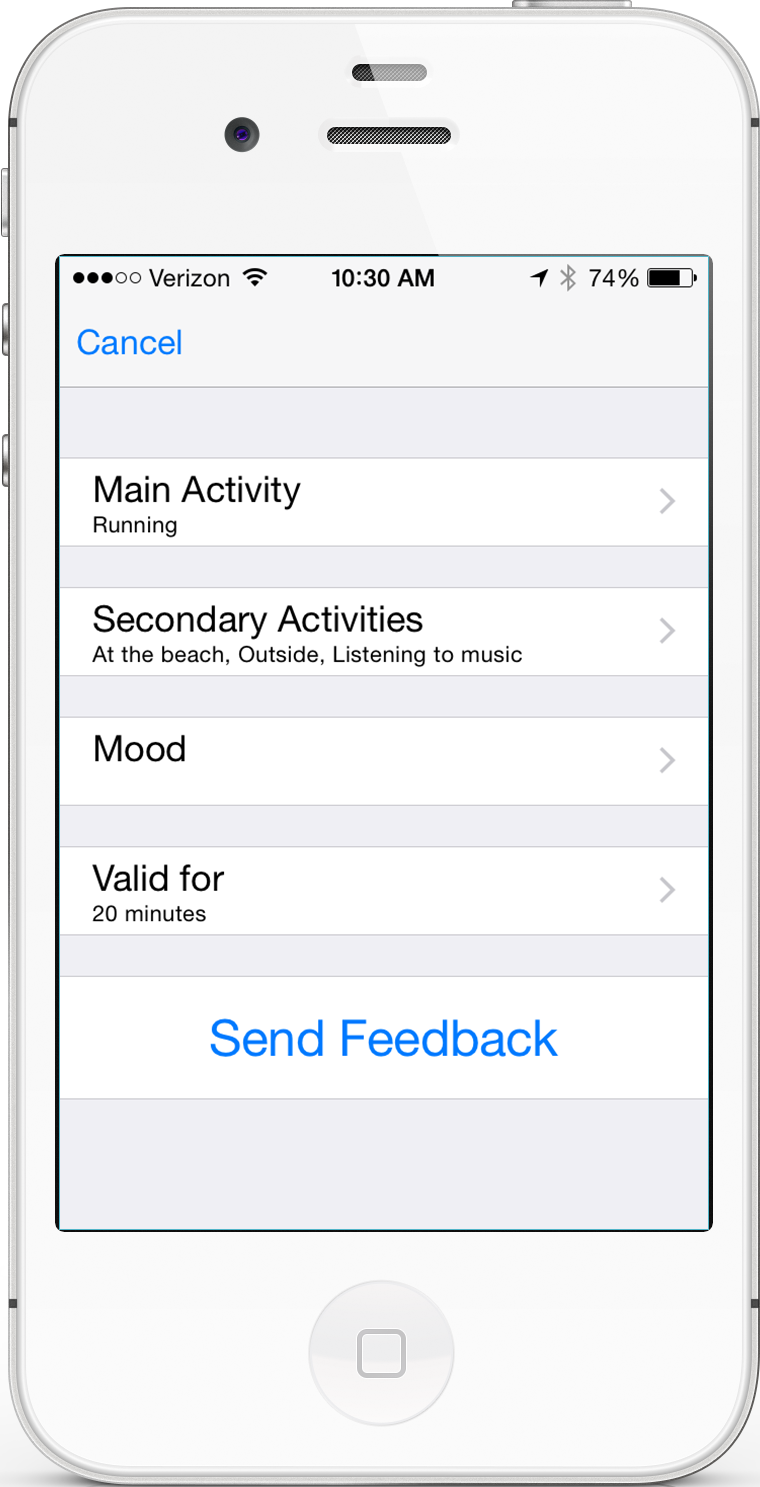 Verizon 10:30 AM 74%
Cancel
Main Activity
Running
Secondary Activities
At the beach, Outside, Listening to music
Mood
Valid for
20 minutes
Send Feedback